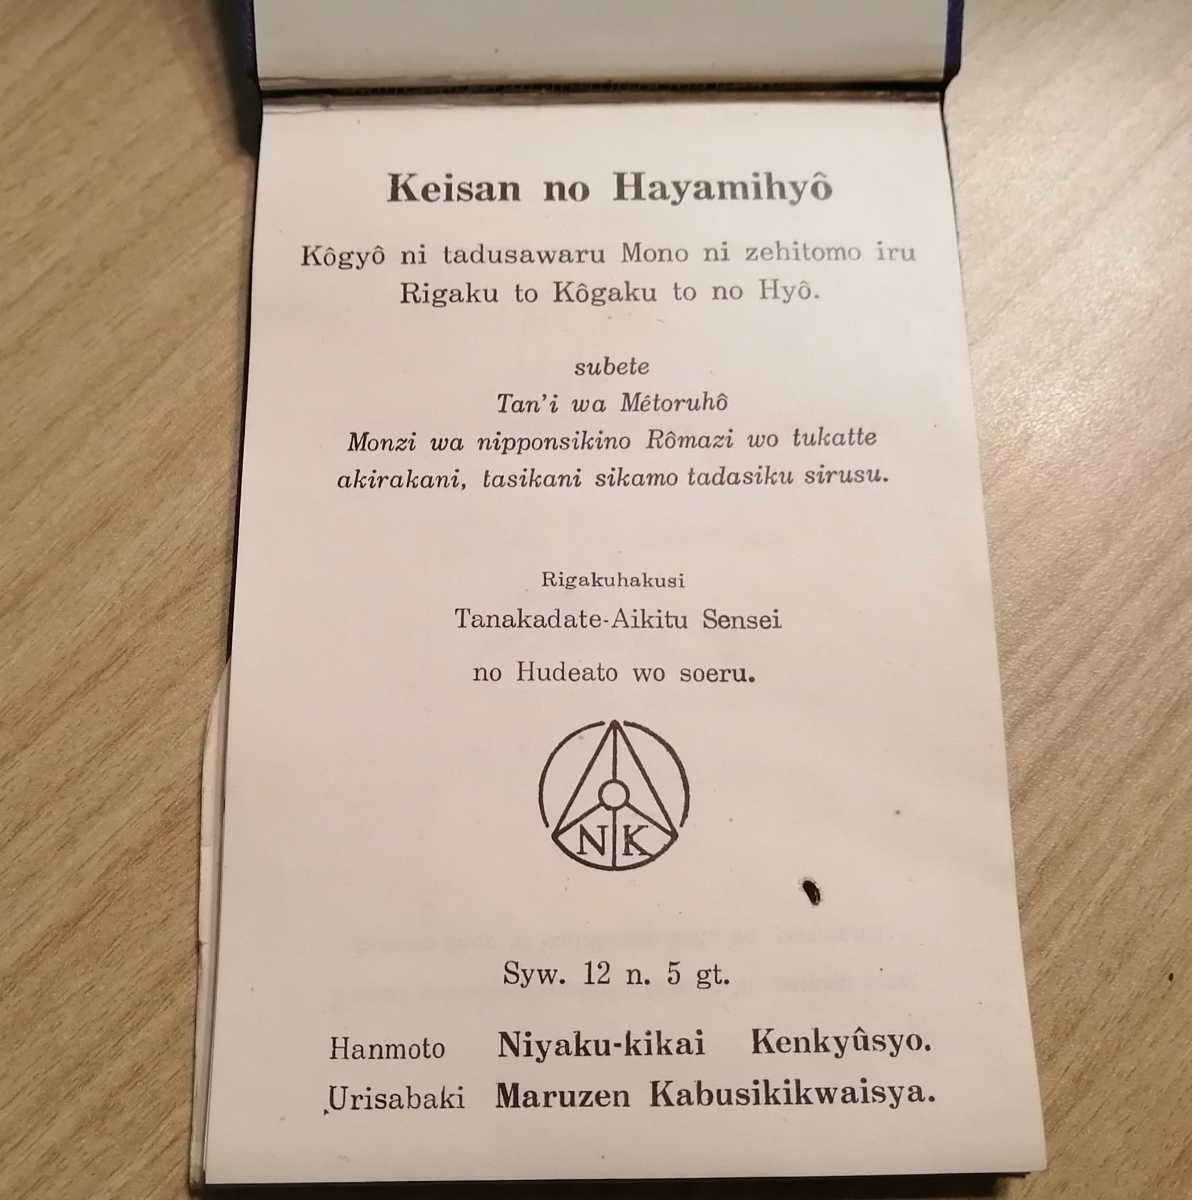 Keisan no Hayamihyô
Kôgyô ni tadusawaru Mono ni zehitomo iru
Rigaku to Kôgaku to no Hyô.
subete
Tan'i wa Métoruhô
Monzi wa nipponsikino Rômazi wo tukatte
akirakani, tasikani sikamo tadasiku sirusu.
Rigakuhakusi
Tanakadate-Aikitu Sensei
no Hudeato wo soeru.
N K
Syw. 12 n. 5 gt.
Hanmoto Niyaku-kikai Kenkyûsyo.
Urisabaki Maruzen Kabusikikwaisya.